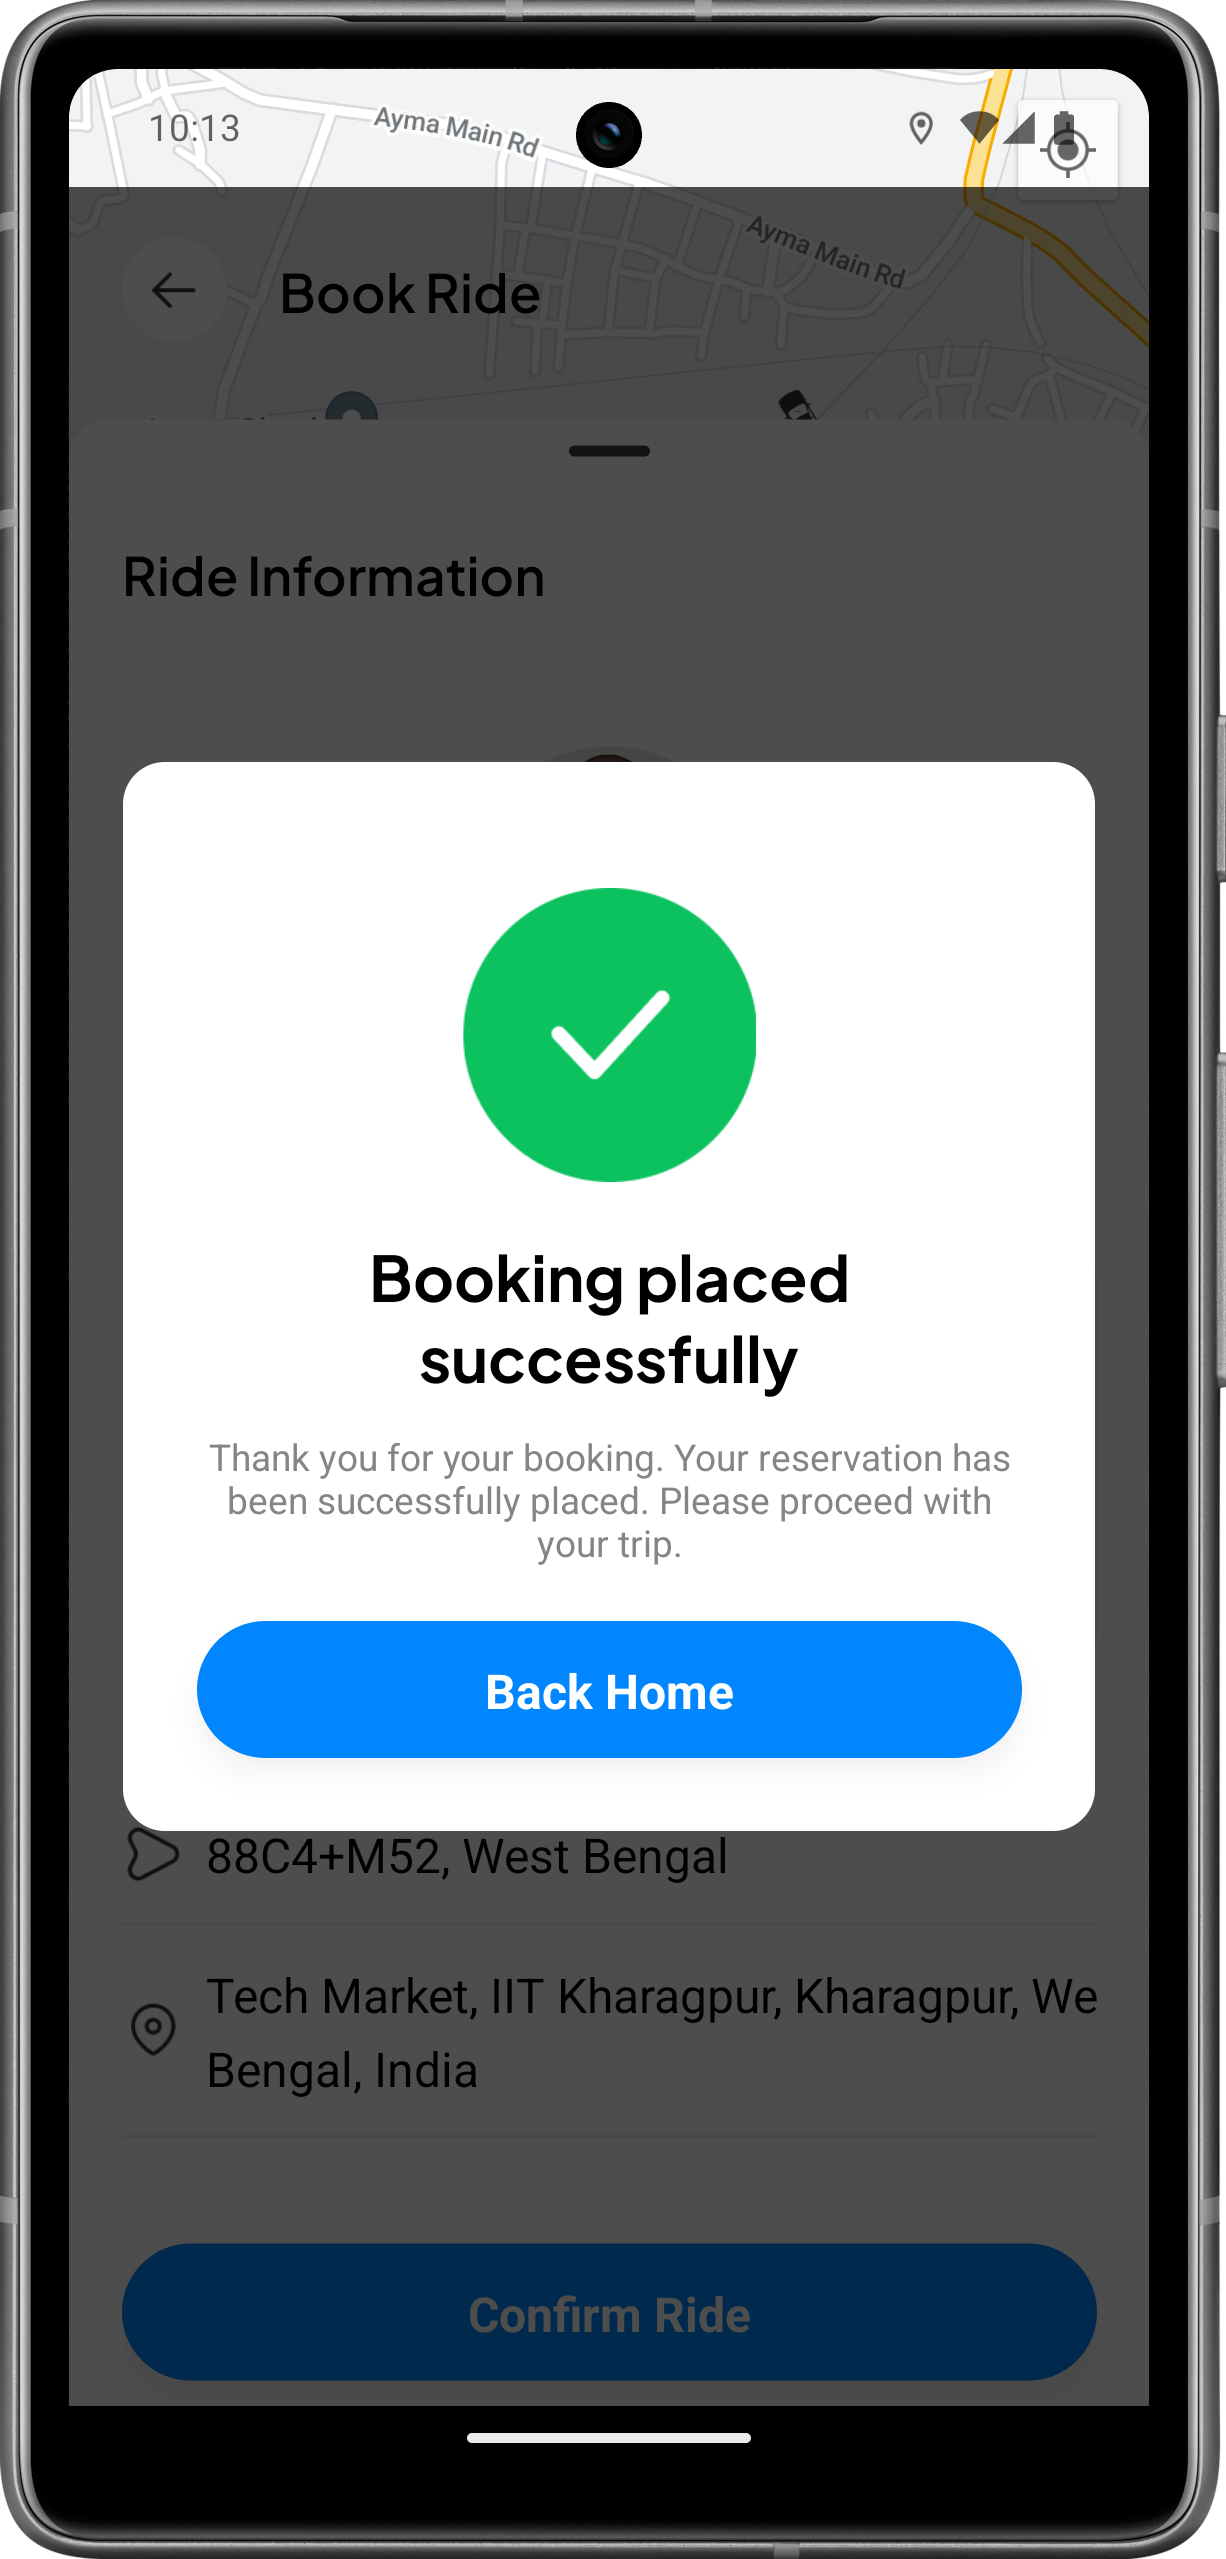 10:13
Ayma Main Rd
Ayma Main Rd
Book Ride
Ride Information
Booking placed
successfully
Thank you for your booking. Your reservation has
been successfully placed. Please proceed with
your trip.
Back Home
88C4+M52, West Bengal
Tech Market, IIT Kharagpur, Kharagpur, We
Bengal, India
Confirm Ride